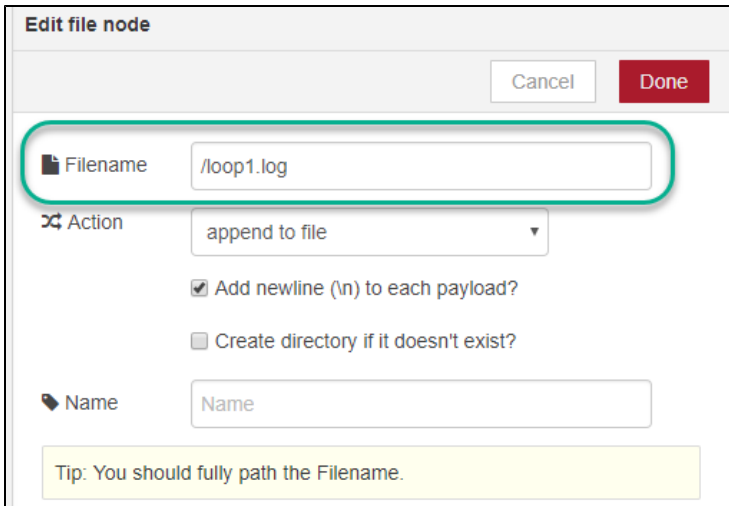 Edit file node
Cancel Done
Filename /loop1.log
Action append to file
Add newline (\n) to each payload?
Create directory if it doesn't exist?
Name Name
Tip: You should fully path the Filename.